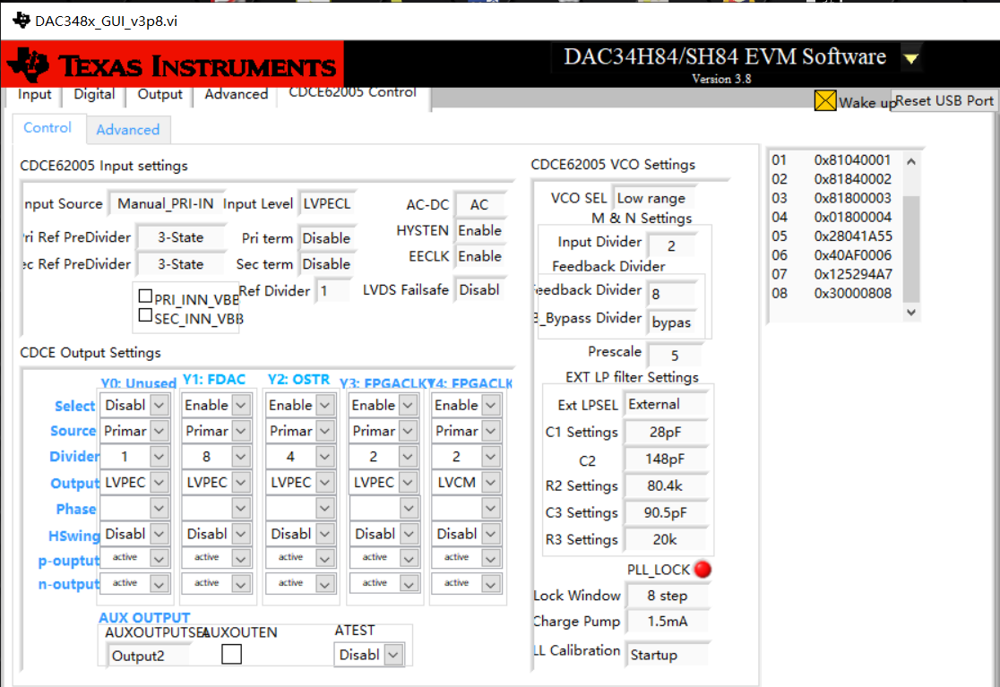 DAC348x_GUI_v3p8.vi
TEXAS INSTRUMENTS
DAC34H84/SH84 EVM Software
Version 3.8
Input Digital Output Advanced CDCE62005 Control
Wake up Reset USB Port
Control Advanced
CDCE62005 Input settings
nput Source Manual_PRI-IN Input Level LVPECL AC-DC AC
HYSTEN Enable
ri Ref PreDivider 3-State Pri term Disable
EECLK Enable
ec Ref PreDivider 3-State Sec term Disable
Ref Divider 1 LVDS Failsafe Disabl
PRI_INN_VBB
SEC_INN_VBB
CDCE Output Settings
Y0: Unused Y1: FDAC Y2: OSTR Y3: FPGACLK Y4: FPGACLK
Select Disabl Enable Enable Enable Enable
Source Primar Primar Primar Primar Primar
Divider 1 8 4 2 2
Output LVPEC LVPEC LVPEC LVPEC LVCM
Phase
HSwing Disabl Disabl Disabl Disabl Disabl
p-ouptut active active active active active
n-output active active active active active
AUX OUTPUT
AUXOUTPUTSEL AUXOUTEN ATEST
Output2 Disabl
CDCE62005 VCO Settings
VCO SEL Low range
M & N Settings
Input Divider 2
Feedback Divider
eedback Divider 8
B_Bypass Divider bypas
Prescale 5
EXT LP filter Settings
Ext LPSEL External
C1 Settings 28pF
C2 148pF
R2 Settings 80.4k
C3 Settings 90.5pF
R3 Settings 20k
PLL_LOCK
Lock Window 8 step
Charge Pump 1.5mA
LL Calibration Startup
01 0x81040001
02 0x81840002
03 0x81800003
04 0x01800004
05 0x28041A55
06 0x40AF0006
07 0x125294A7
08 0x30000808